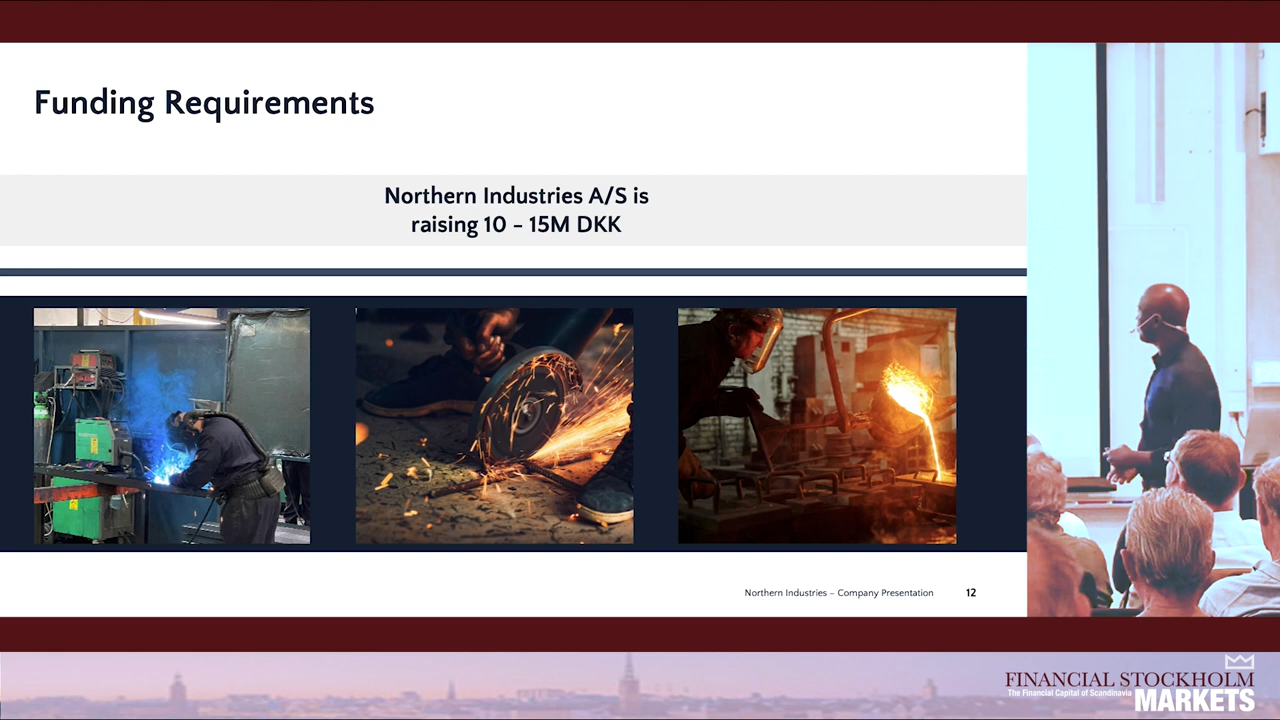 Funding Requirements
Northern Industries A/S is
raising 10 – 15M DKK
Northern Industries – Company Presentation 12
FINANCIAL STOCKHOLM
The Financial Capital of Scandinavia
MARKETS